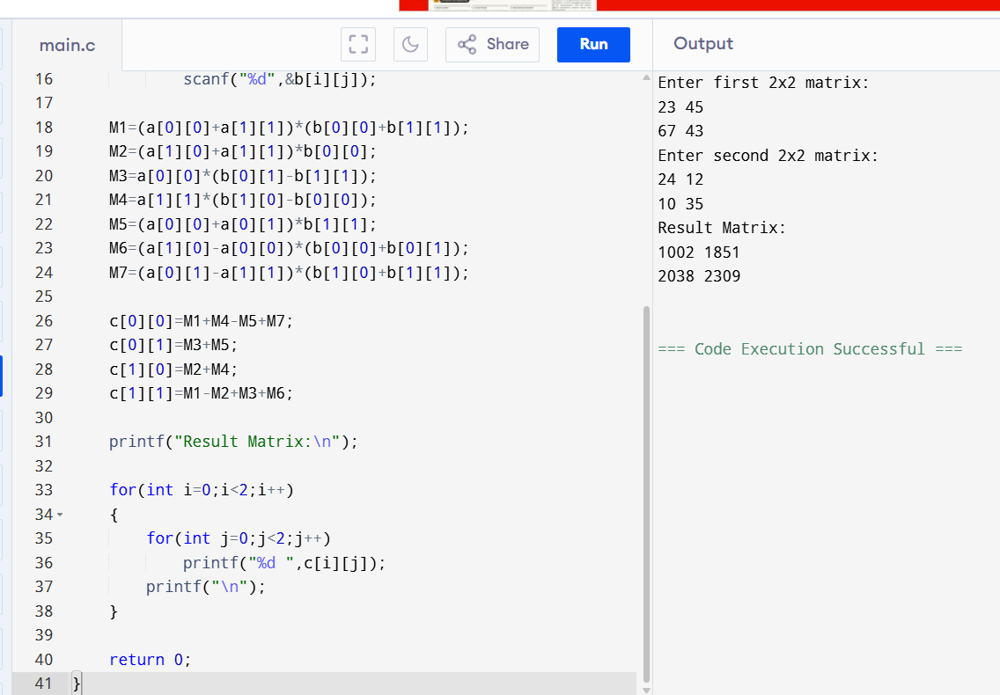 main.c
Share
Run
Output
16 scanf("%d",&b[i][j]);
17
18 M1=(a[0][0]+a[1][1])*(b[0][0]+b[1][1]);
19 M2=(a[1][0]+a[1][1])*b[0][0];
20 M3=a[0][0]*(b[0][1]-b[1][1]);
21 M4=a[1][1]*(b[1][0]-b[0][0]);
22 M5=(a[0][0]+a[0][1])*b[1][1];
23 M6=(a[1][0]-a[0][0])*(b[0][0]+b[0][1]);
24 M7=(a[0][1]-a[1][1])*(b[1][0]+b[1][1]);
25
26 c[0][0]=M1+M4-M5+M7;
27 c[0][1]=M3+M5;
28 c[1][0]=M2+M4;
29 c[1][1]=M1-M2+M3+M6;
30
31 printf("Result Matrix:\n");
32
33 for(int i=0;i<2;i++)
34 {
35 for(int j=0;j<2;j++)
36 printf("%d ",c[i][j]);
37 printf("\n");
38 }
39
40 return 0;
41 }
Enter first 2x2 matrix:
23 45
67 43
Enter second 2x2 matrix:
24 12
10 35
Result Matrix:
1002 1851
2038 2309
=== Code Execution Successful ===